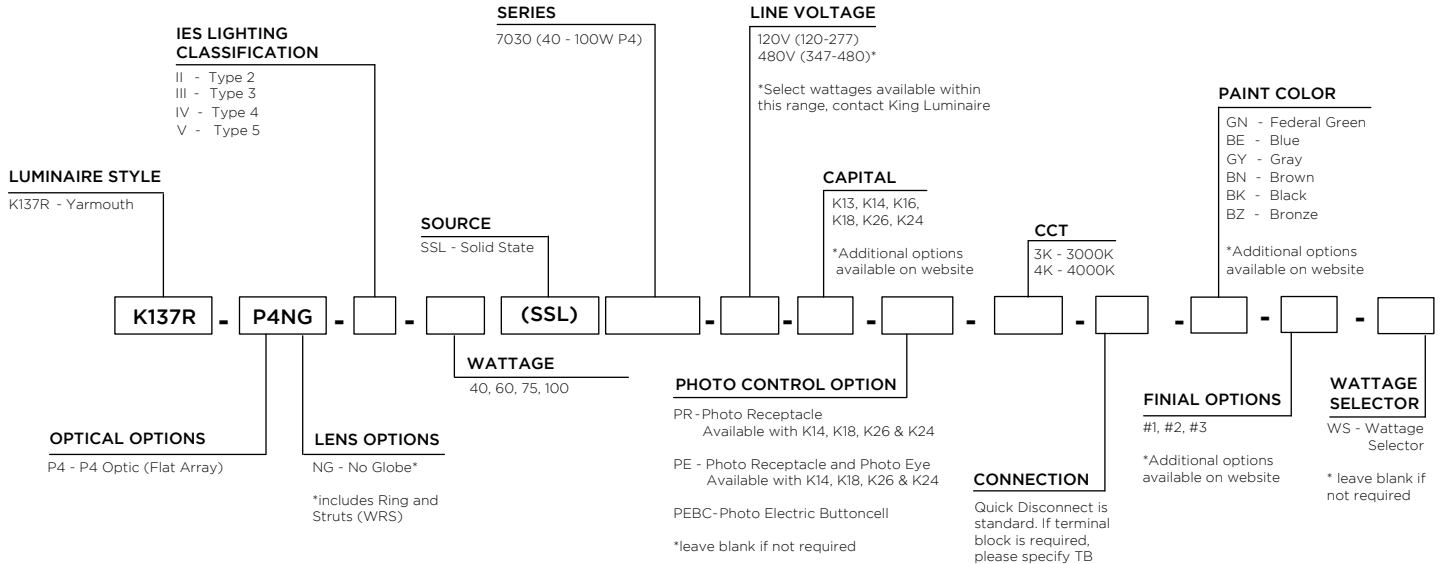 SERIES
7030 (40 - 100W P4)
LINE VOLTAGE
120V (120-277)
480V (347-480)*
*Select wattages available within
this range, contact King Luminaire
IES LIGHTING
CLASSIFICATION
II - Type 2
III - Type 3
IV - Type 4
V - Type 5
PAINT COLOR
GN - Federal Green
BE - Blue
GY - Gray
BN - Brown
BK - Black
BZ - Bronze
*Additional options
available on website
LUMINAIRE STYLE
K137R - Yarmouth
CAPITAL
K13, K14, K16,
K18, K26, K24
*Additional options
available on website
SOURCE
SSL - Solid State
CCT
3K - 3000K
4K - 4000K
K137R - P4NG - - (SSL) - - - - - - - -
WATTAGE
40, 60, 75, 100
PHOTO CONTROL OPTION
PR-Photo Receptacle
Available with K14, K18, K26 & K24
PE - Photo Receptacle and Photo Eye
Available with K14, K18, K26 & K24
PEBC-Photo Electric Buttoncell
*leave blank if not required
WATTAGE
SELECTOR
WS - Wattage
Selector
* leave blank if
not required
FINIAL OPTIONS
#1, #2, #3
*Additional options
available on website
OPTICAL OPTIONS
P4 - P4 Optic (Flat Array)
LENS OPTIONS
NG - No Globe*
*includes Ring and
Struts (WRS)
CONNECTION
Quick Disconnect is
standard. If terminal
block is required,
please specify TB